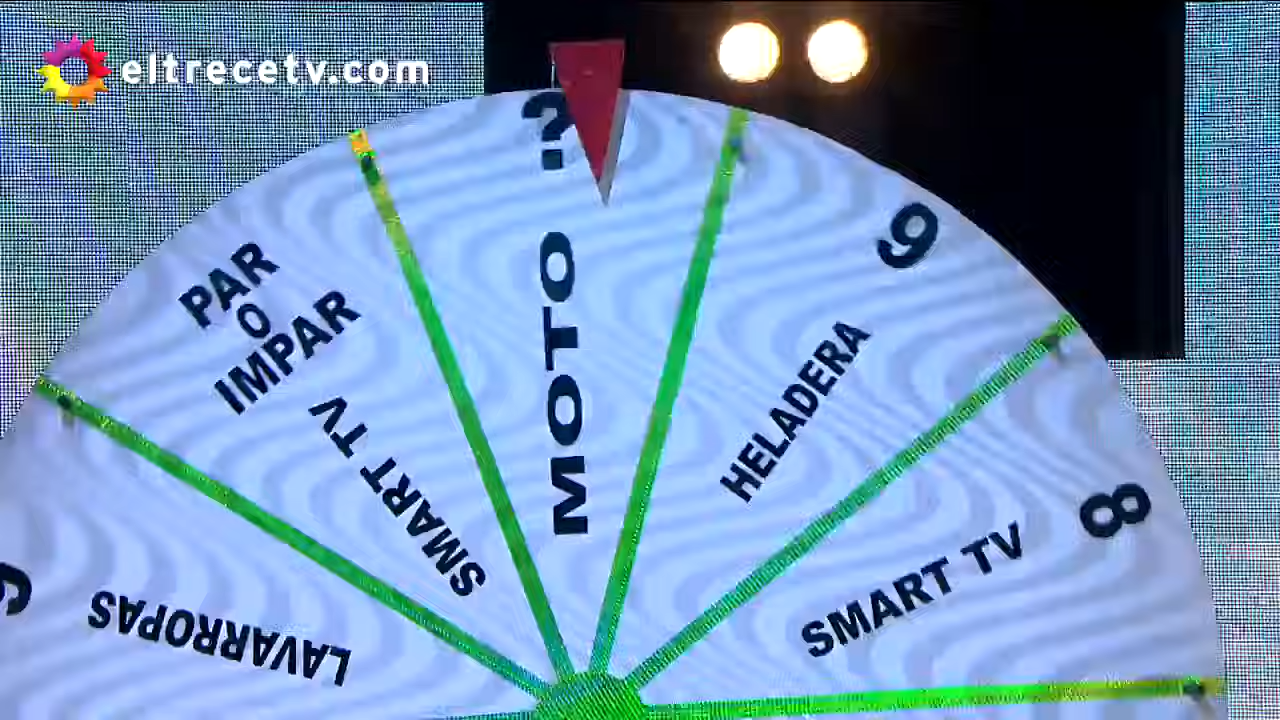 eltrecetv.com
MOTO ¿?
PAR
O
IMPAR
SMART TV
LAVARROPAS
HELADERA
9
SMART TV
8